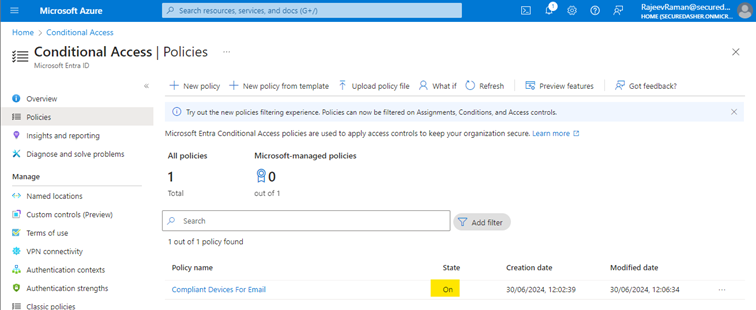 Microsoft Azure
Search resources, services, and docs (G+/)
1
RajeevRaman@secured...
HOME (SECUREDASHER.ONMICR...
Home > Conditional Access >
Conditional Access | Policies ...
Microsoft Entra ID
Overview
Policies
Insights and reporting
Diagnose and solve problems
Manage
Named locations
Custom controls (Preview)
Terms of use
VPN connectivity
Authentication contexts
Authentication strengths
Classic policies
+ New policy
+ New policy from template
Upload policy file
What if
Refresh
Preview features
Got feedback?
Try out the new policies filtering experience. Policies can now be filtered on Assignments, Conditions, and Access controls.
Microsoft Entra Conditional Access policies are used to apply access controls to keep your organization secure. Learn more
All policies
1
Total
Microsoft-managed policies
0
out of 1
Search
Add filter
1 out of 1 policy found
Policy name State Creation date Modified date
Compliant Devices For Email On 30/06/2024, 12:02:39 30/06/2024, 12:06:34 ...